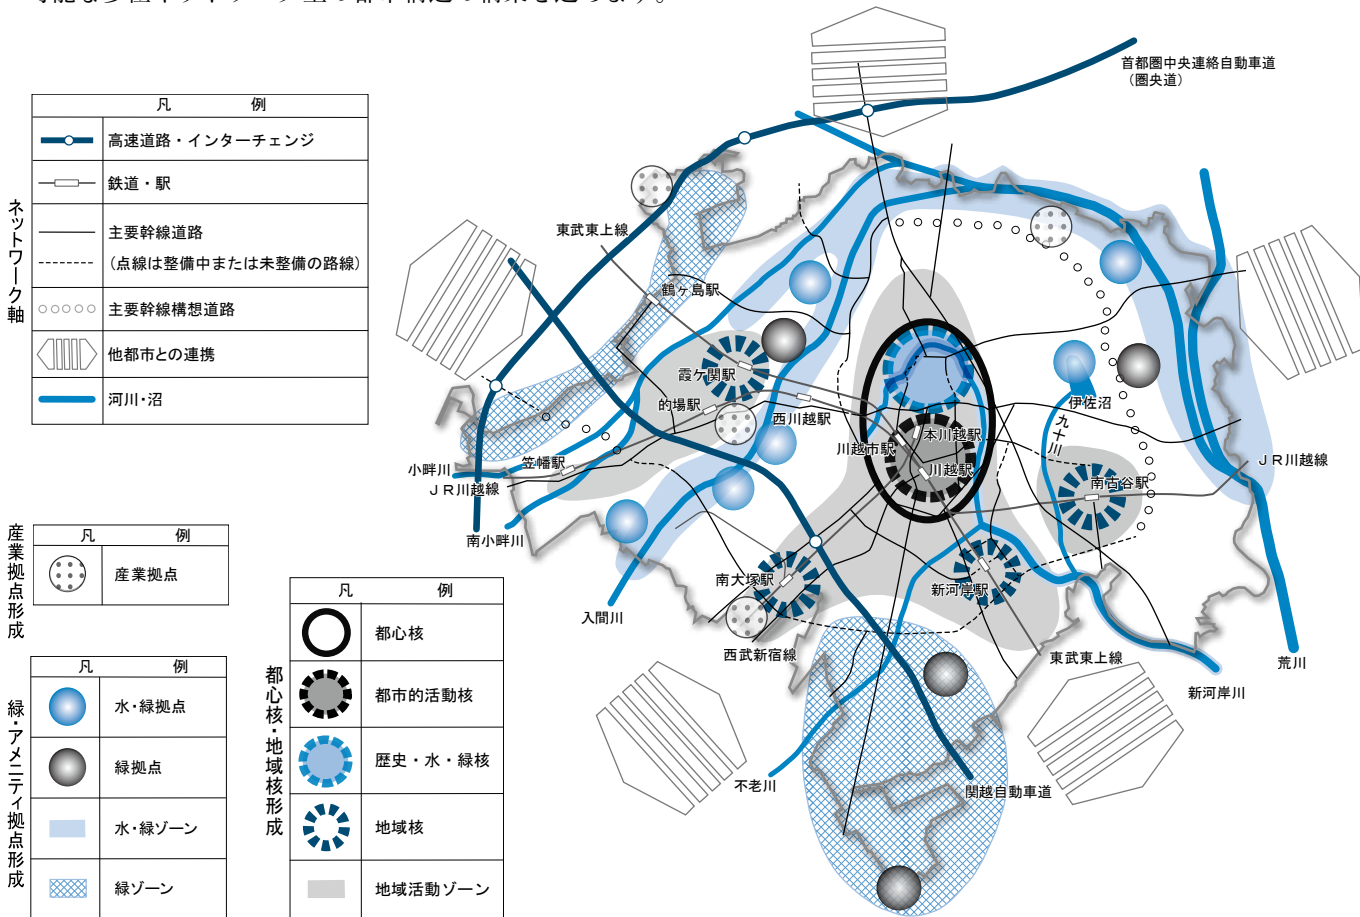 首都圏中央連絡自動車道
（圏央道）
ネットワーク軸
凡 例
高速道路・インターチェンジ
鉄道・駅
主要幹線道路
（点線は整備中または未整備の路線）
主要幹線構想道路
他都市との連携
河川・沼
産業拠点形成
凡 例
産業拠点
緑・アメニティ拠点形成
凡 例
水・緑拠点
緑拠点
水・緑ゾーン
緑ゾーン
都心核・地域核形成
凡 例
都心核
都市的活動核
歴史・水・緑核
地域核
地域活動ゾーン
東武東上線
鶴ヶ島駅
霞ケ関駅
的場駅
西川越駅
笠幡駅
小畔川
ＪＲ川越線
南小畔川
入間川
川越市駅
本川越駅
川越駅
伊佐沼
九十川
南古谷駅
ＪＲ川越線
南大塚駅
新河岸駅
西武新宿線
東武東上線
新河岸川
荒川
不老川
関越自動車道